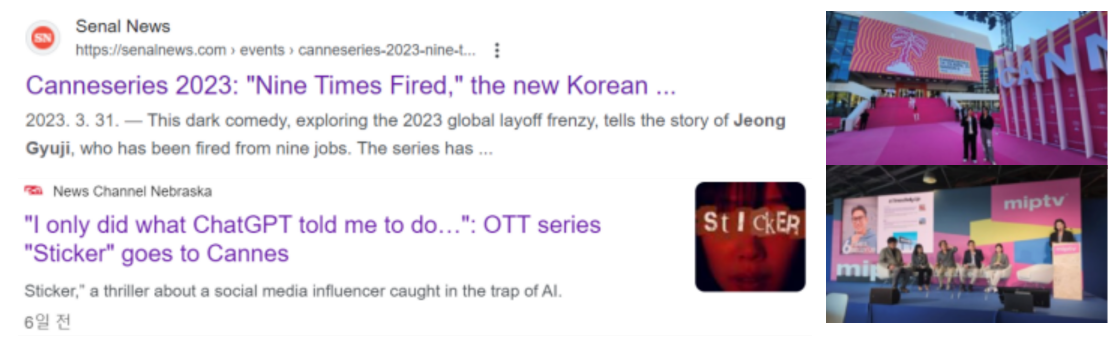 Senal News
https://senalnews.com › events › canneseries-2023-nine-t...
Canneseries 2023: "Nine Times Fired," the new Korean ...
2023. 3. 31. — This dark comedy, exploring the 2023 global layoff frenzy, tells the story of Jeong
Gyuji, who has been fired from nine jobs. The series has ...
News Channel Nebraska
"I only did what ChatGPT told me to do…": OTT series
"Sticker" goes to Cannes
Sticker," a thriller about a social media influencer caught in the trap of AI.
6일 전
SN
STICKER
CANN
miptv
mip